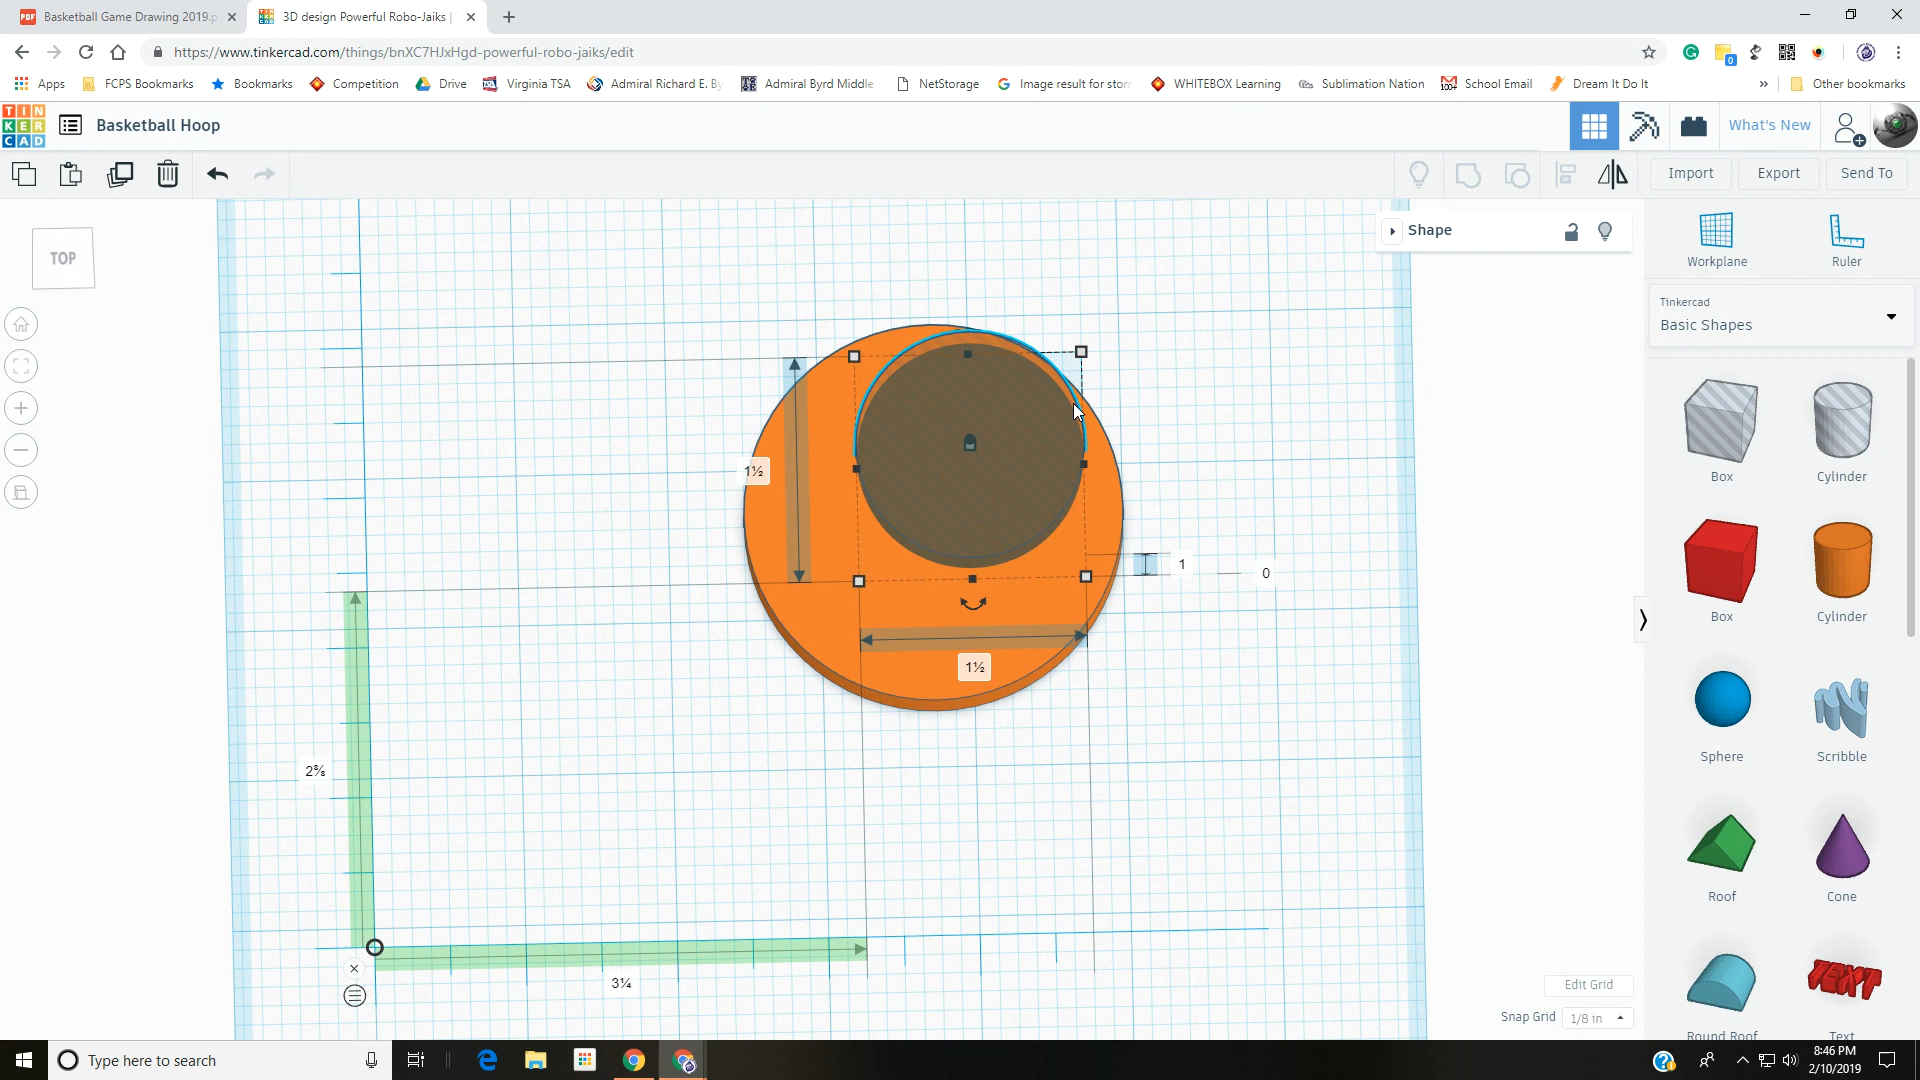 Basketball Game Drawing 2019.p
3D design Powerful Robo-Jaiks |
https://www.tinkercad.com/things/bnXC7HJxHgd-powerful-robo-jaiks/edit
0
Apps
FCPS Bookmarks
Bookmarks
Competition
Drive
Virginia TSA
Admiral Richard E. By
Admiral Byrd Middle
NetStorage
Image result for storm
WHITEBOX Learning
Sublimation Nation
School Email
Dream It Do It
»
Other bookmarks
TIN
KER
CAD
Basketball Hoop
What's New
Import
Export
Send To
TOP
Shape
Workplane
Ruler
Tinkercad
Basic Shapes
Box
Cylinder
Box
Cylinder
Sphere
Scribble
Roof
Cone
Round Roof
Text
1½
1½
1
0
2⅝
3¼
Edit Grid
Snap Grid
1/8 in
Type here to search
8:46 PM
2/10/2019